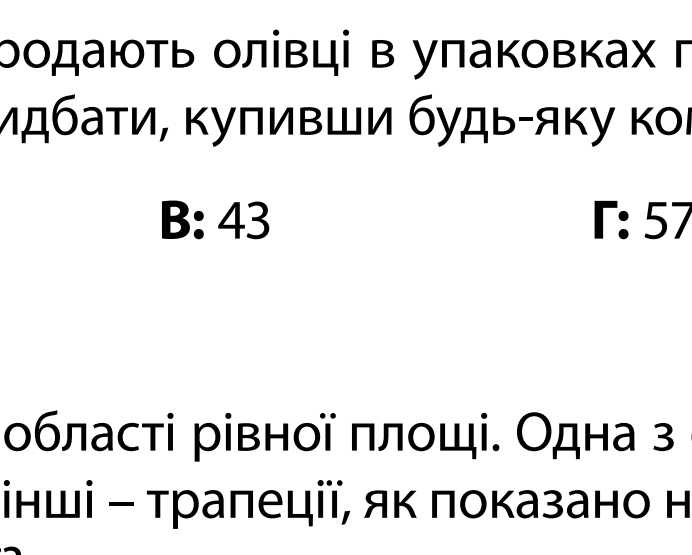 родають олівці в упаковках п
идбати, купивши будь-яку ком
В: 43 Г: 57
області рівної площі. Одна з
інші – трапеції, як показано н